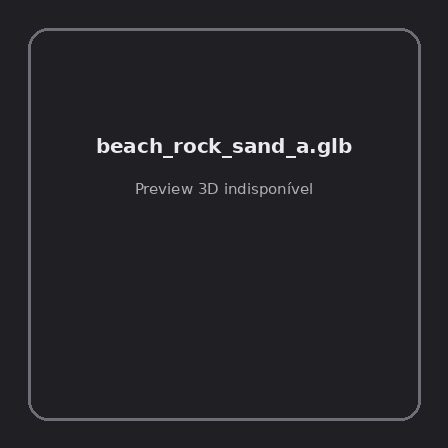 beach_rock_sand_a.glb
Preview 3D indisponível